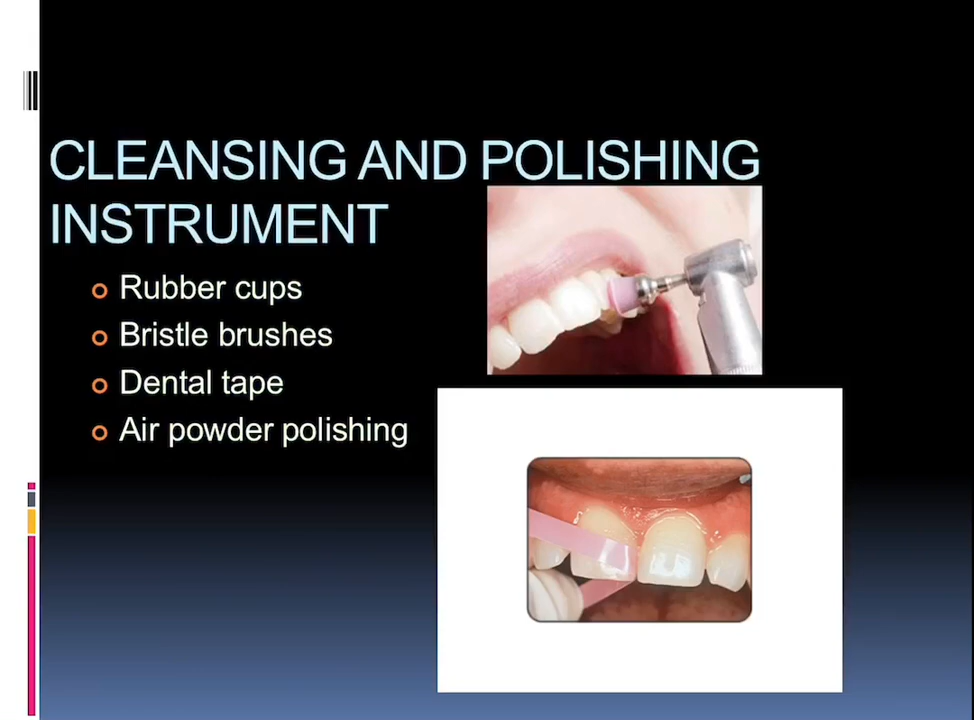 CLEANSING AND POLISHING
INSTRUMENT
Rubber cups
Bristle brushes
Dental tape
Air powder polishing